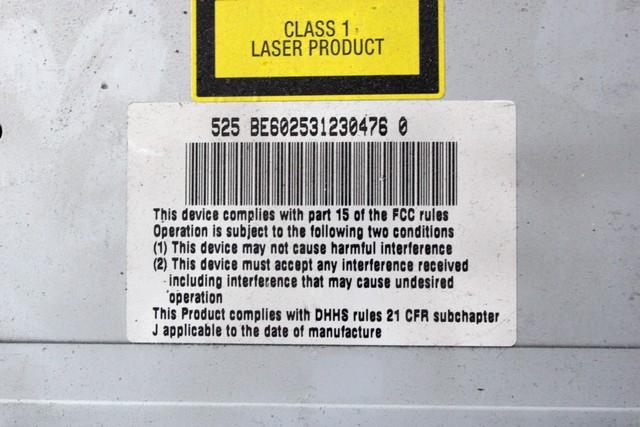 CLASS 1
LASER PRODUCT
525 BE602531230476 0
This device complies with part 15 of the FCC rules
Operation is subject to the following two conditions
(1) This device may not cause harmful interference
(2) This device must accept any interference received
including interference that may cause undesired
operation
This Product complies with DHHS rules 21 CFR subchapter
J applicable to the date of manufacture